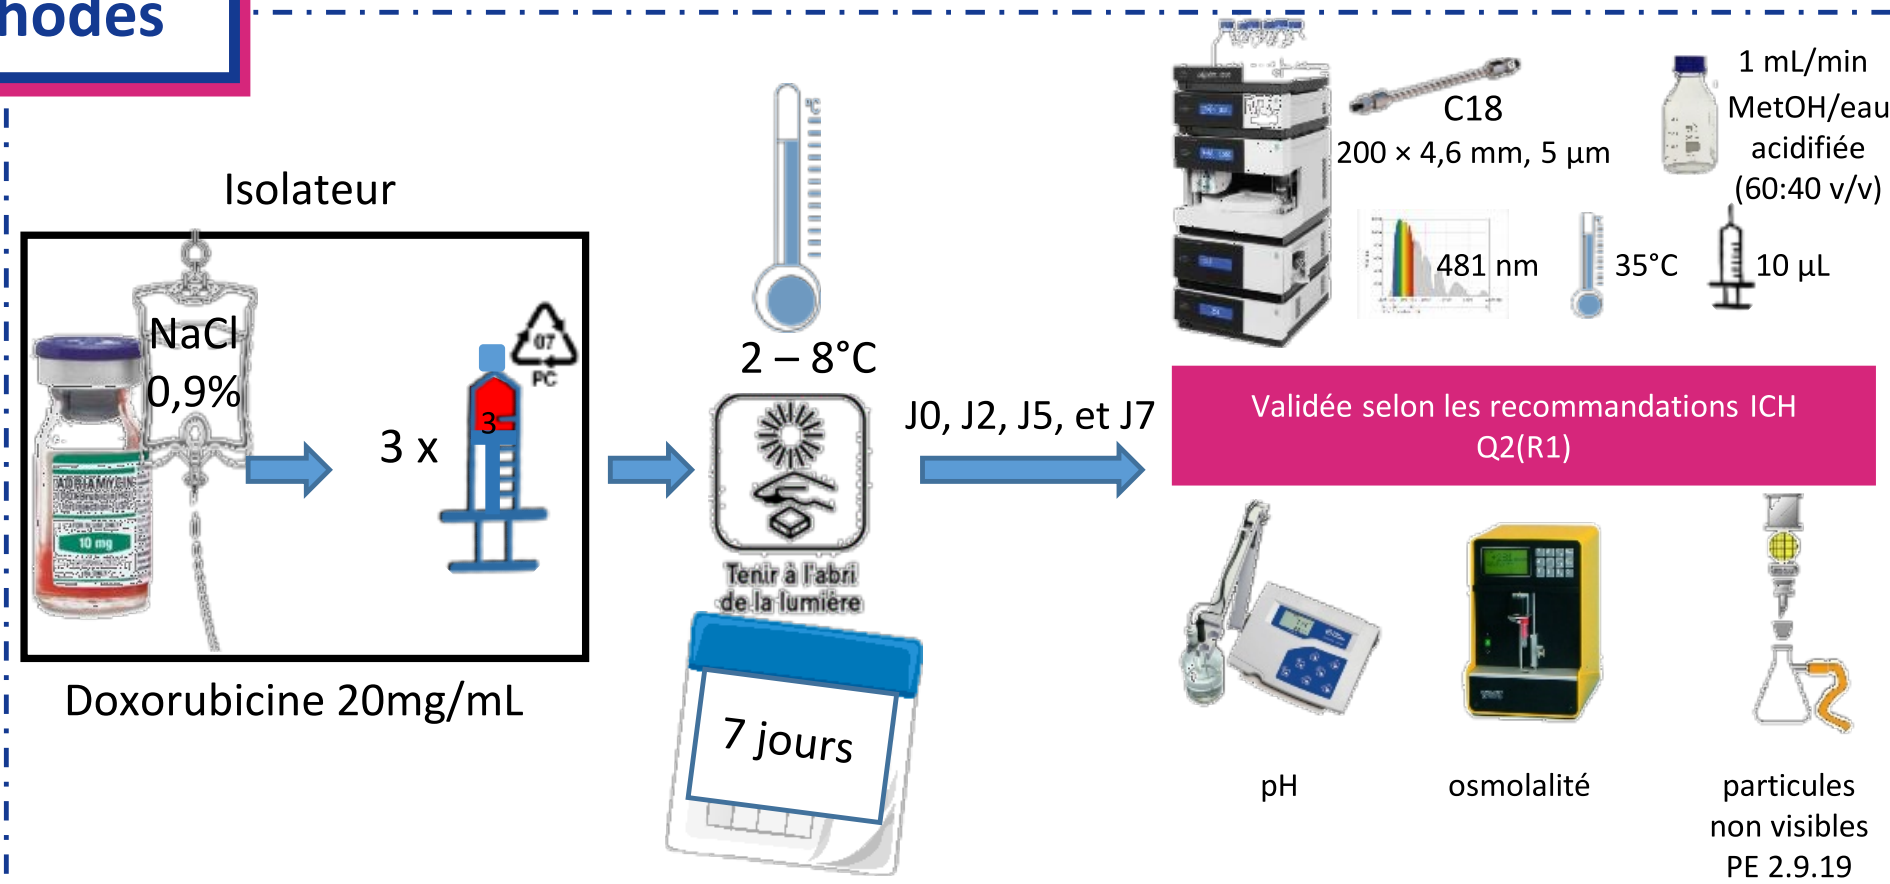 hodes
Isolateur
NaCl
0,9%
ADRIAMYCIN
10 mg
3 x
3
07
PC
Doxorubicine 20mg/mL
°C
2 – 8°C
Tenir à l'abri
de la lumière
7 jours
J0, J2, J5, et J7
C18
200 × 4,6 mm, 5 µm
1 mL/min
MetOH/eau
acidifiée
(60:40 v/v)
481 nm
35°C
10 µL
Validée selon les recommandations ICH
Q2(R1)
pH
osmolalité
particules
non visibles
PE 2.9.19